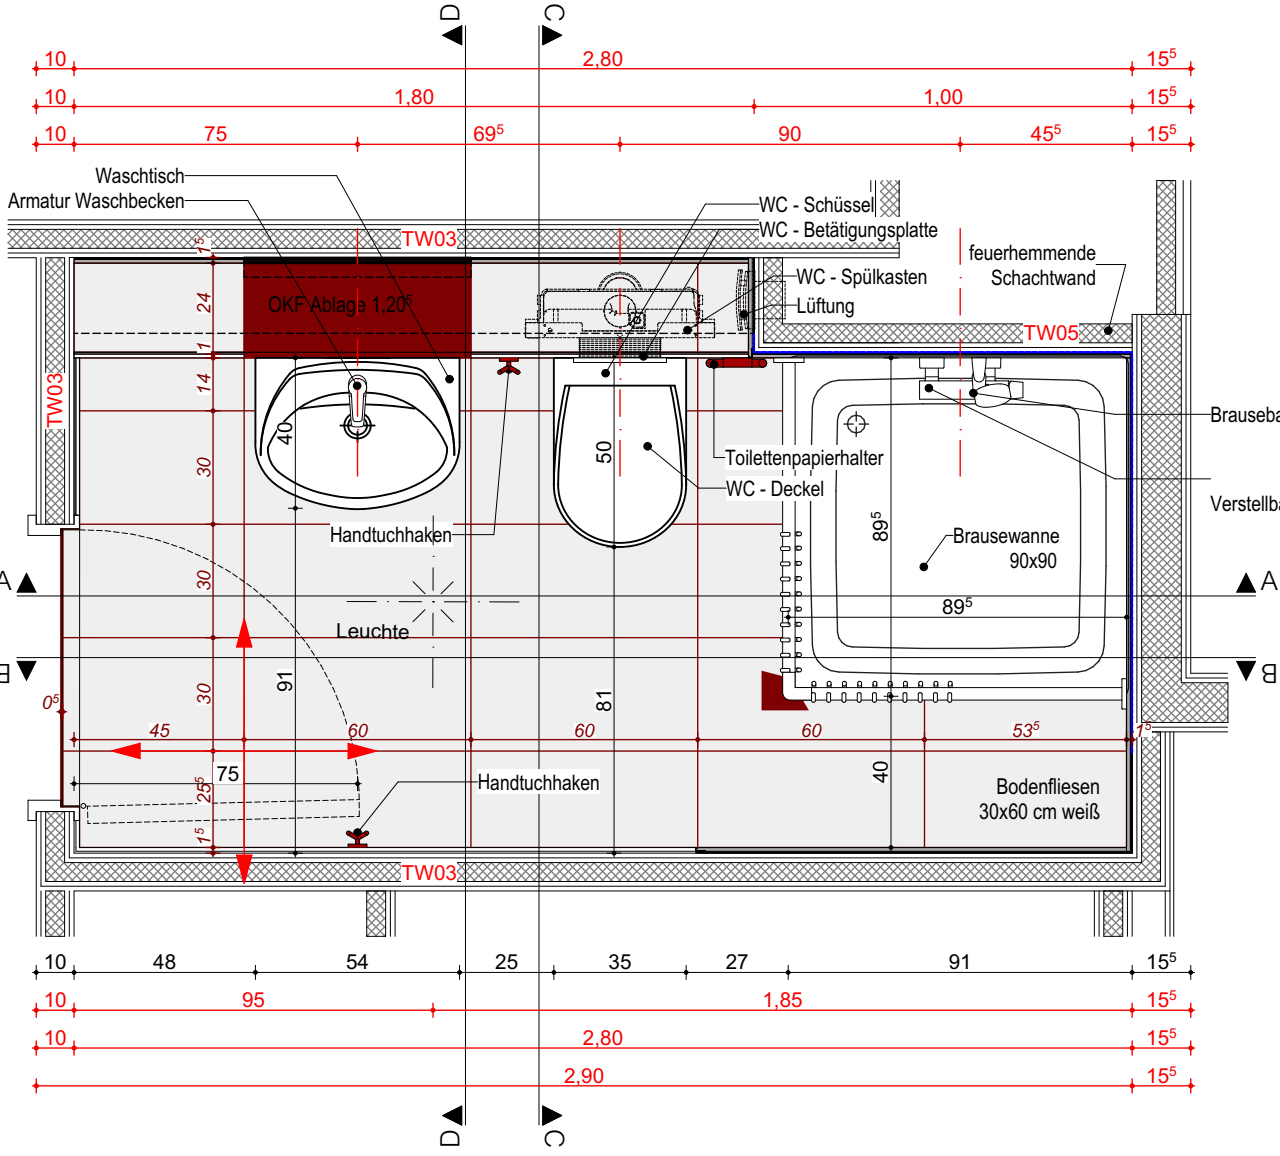 D C
10 2,80 15⁵
10 1,80 1,00 15⁵
10 75 69⁵ 90 45⁵ 15⁵
Waschtisch
Armatur Waschbecken
WC - Schüssel
WC - Betätigungsplatte
TW03
feuerhemmende
Schachtwand
WC - Spülkasten
Lüftung
OKF Ablage 1,20⁵
TW05
TW03
1⁵
24
1
14
30
30
30
25⁵
1⁵
40
50
Brauseba
Toilettenpapierhalter
WC - Deckel
Verstellba
Handtuchhaken
89⁵
Brausewanne
90x90
A A
89⁵
Leuchte
B B
91
81
0⁵
45 60 60 60 53⁵ 1⁵
75
40
Handtuchhaken
Bodenfliesen
30x60 cm weiß
TW03
10 48 54 25 35 27 91 15⁵
10 95 1,85 15⁵
10 2,80 15⁵
2,90 15⁵
D C